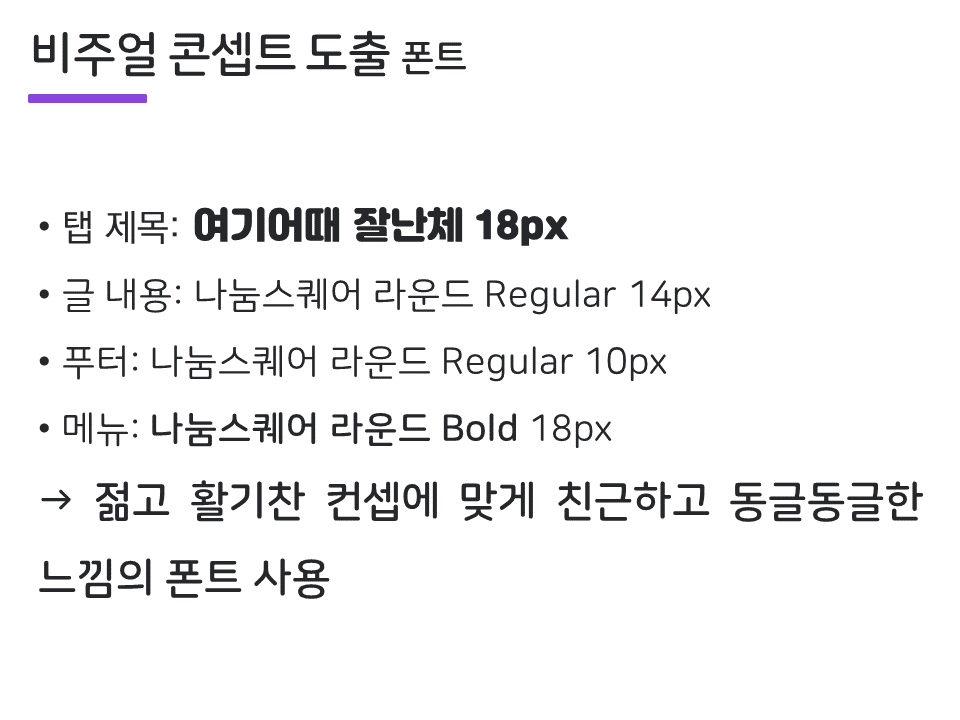 비주얼 콘셉트 도출 폰트
• 탭 제목: 여기어때 잘난체 18px
• 글 내용: 나눔스퀘어 라운드 Regular 14px
• 푸터: 나눔스퀘어 라운드 Regular 10px
• 메뉴: 나눔스퀘어 라운드 Bold 18px
→ 젊고 활기찬 컨셉에 맞게 친근하고 동글동글한
느낌의 폰트 사용